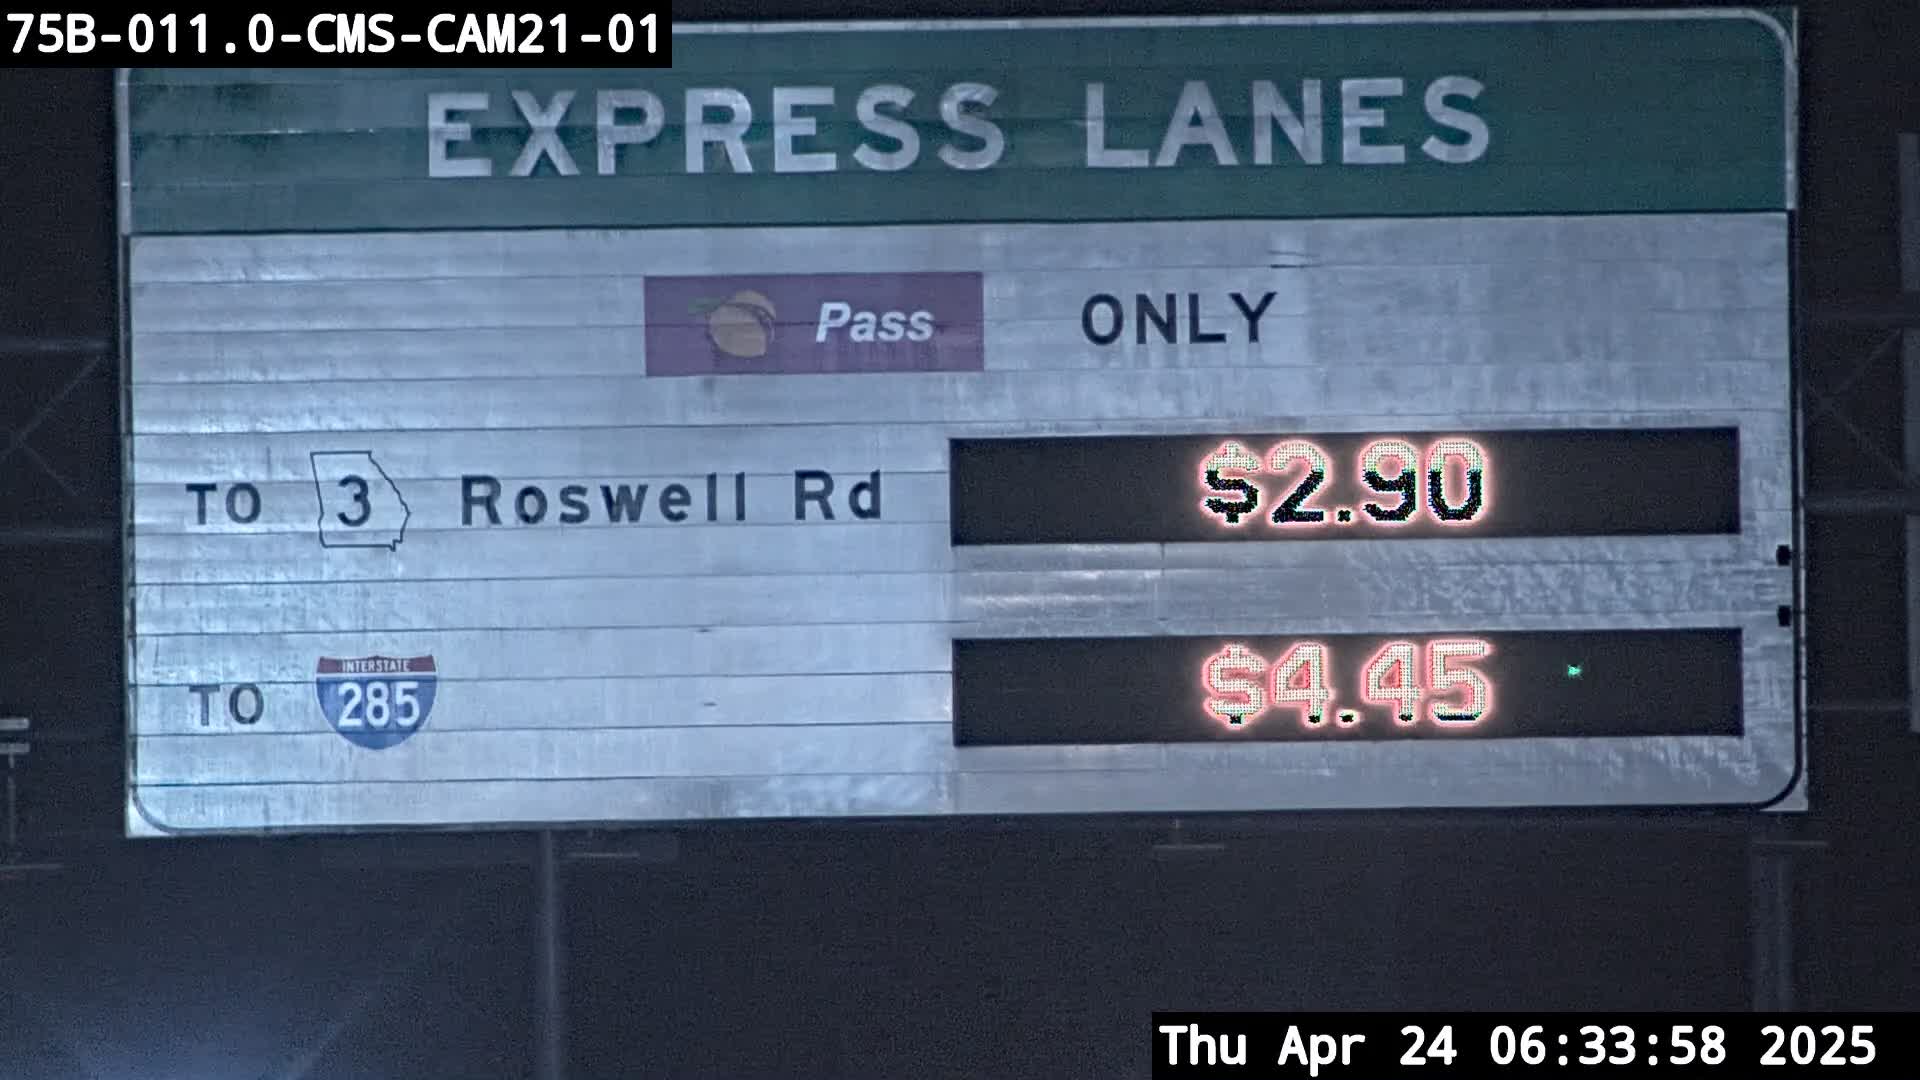 75B-011.0-CMS-CAM21-01
EXPRESS LANES
Pass ONLY
TO 3 Roswell Rd $2.90
INTERSTATE
TO 285 $4.45
Thu Apr 24 06:33:58 2025